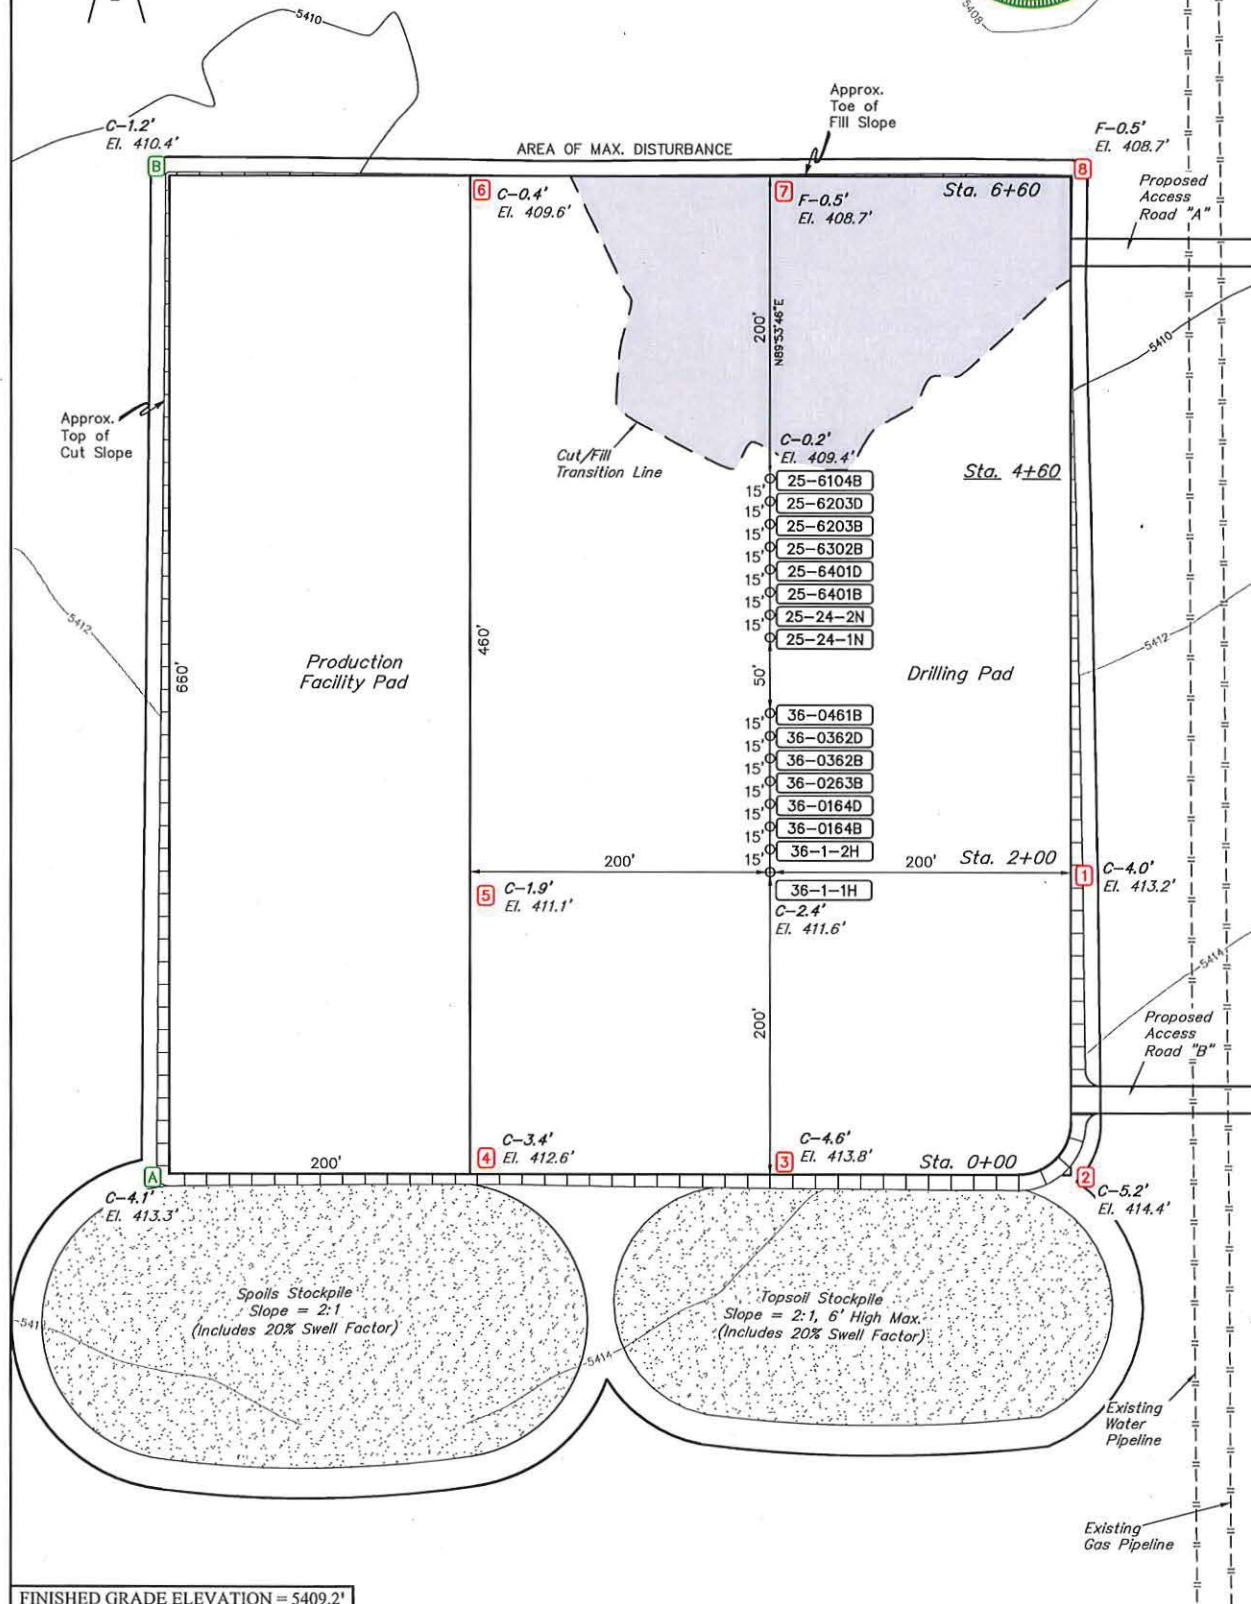 5410
5408
C-1.2'
El. 410.4'
B
AREA OF MAX. DISTURBANCE
Approx.
Toe of
Fill Slope
F-0.5'
El. 408.7'
8
6
C-0.4'
El. 409.6'
7
F-0.5'
El. 408.7'
Sta. 6+60
Proposed
Access
Road "A"
200'
N89°53'46"E
5410
Approx.
Top of
Cut Slope
Cut/Fill
Transition Line
C-0.2'
El. 409.4'
Sta. 4+60
25-6104B
15'
25-6203D
15'
25-6203B
15'
25-6302B
15'
25-6401D
15'
25-6401B
15'
25-24-2N
15'
25-24-1N
5412
660'
460'
Production
Facility Pad
50'
Drilling Pad
5412
36-0461B
15'
36-0362D
15'
36-0362B
15'
36-0263B
15'
36-0164D
15'
36-0164B
15'
36-1-2H
15'
36-1-1H
200'
200'
Sta. 2+00
1
C-4.0'
El. 413.2'
5
C-1.9'
El. 411.1'
C-2.4'
El. 411.6'
5414
200'
Proposed
Access
Road "B"
C-3.4'
El. 412.6'
4
C-4.6'
El. 413.8'
3
Sta. 0+00
200'
A
2
C-4.1'
El. 413.3'
C-5.2'
El. 414.4'
Spoils Stockpile
Slope = 2:1
(Includes 20% Swell Factor)
Topsoil Stockpile
Slope = 2:1, 6' High Max.
(Includes 20% Swell Factor)
5414
Existing
Water
Pipeline
Existing
Gas Pipeline
FINISHED GRADE ELEVATION = 5409.2'